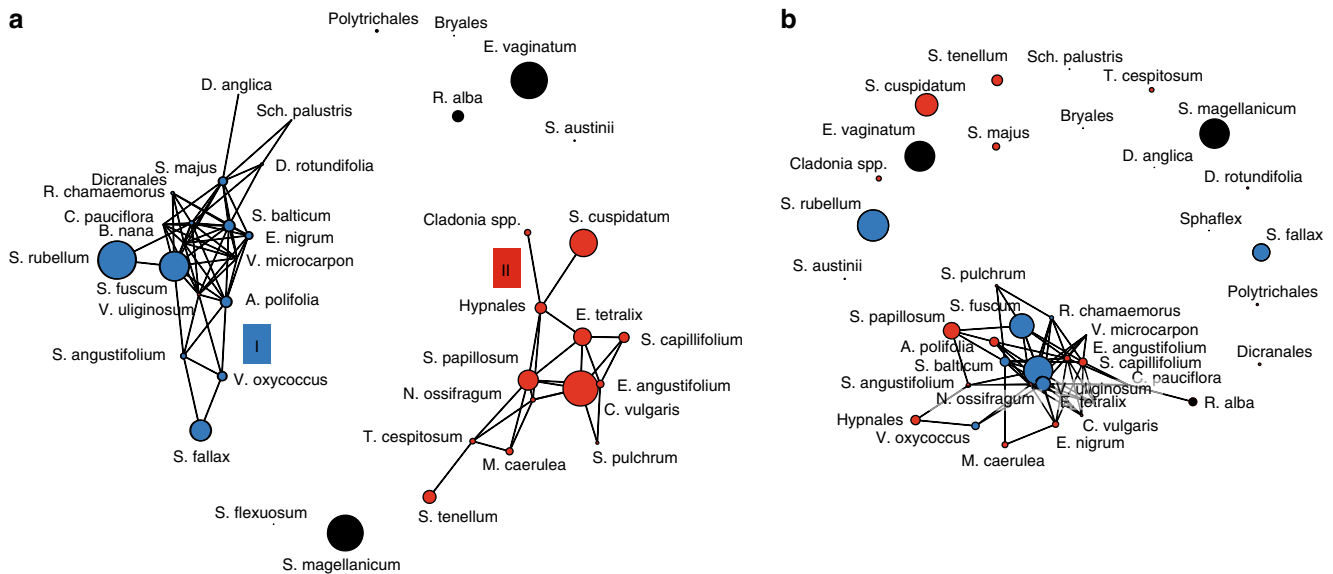 a
Polytrichales
Bryales
E. vaginatum
D. anglica
R. alba
Sch. palustris
S. austinii
S. majus
D. rotundifolia
Dicranales
R. chamaemorus
C. pauciflora
S. balticum
B. nana
E. nigrum
S. rubellum
V. microcarpon
S. fuscum
V. uliginosum
A. polifolia
I
S. angustifolium
V. oxycoccus
S. fallax
Cladonia spp.
S. cuspidatum
II
Hypnales
E. tetralix
S. capillifolium
S. papillosum
N. ossifragum
E. angustifolium
C. vulgaris
T. cespitosum
M. caerulea
S. pulchrum
S. tenellum
S. flexuosum
S. magellanicum
b
S. tenellum
Sch. palustris
T. cespitosum
S. cuspidatum
S. magellanicum
Bryales
E. vaginatum
S. majus
Cladonia spp.
D. anglica
D. rotundifolia
S. rubellum
Sphaflex
S. fallax
S. austinii
S. pulchrum
Polytrichales
S. fuscum
R. chamaemorus
S. papillosum
V. microcarpon
A. polifolia
E. angustifolium
Dicranales
S. balticum
S. capillifolium
C. pauciflora
S. angustifolium
V. uliginosum
N. ossifragum
E. tetralix
R. alba
Hypnales
C. vulgaris
V. oxycoccus
E. nigrum
M. caerulea